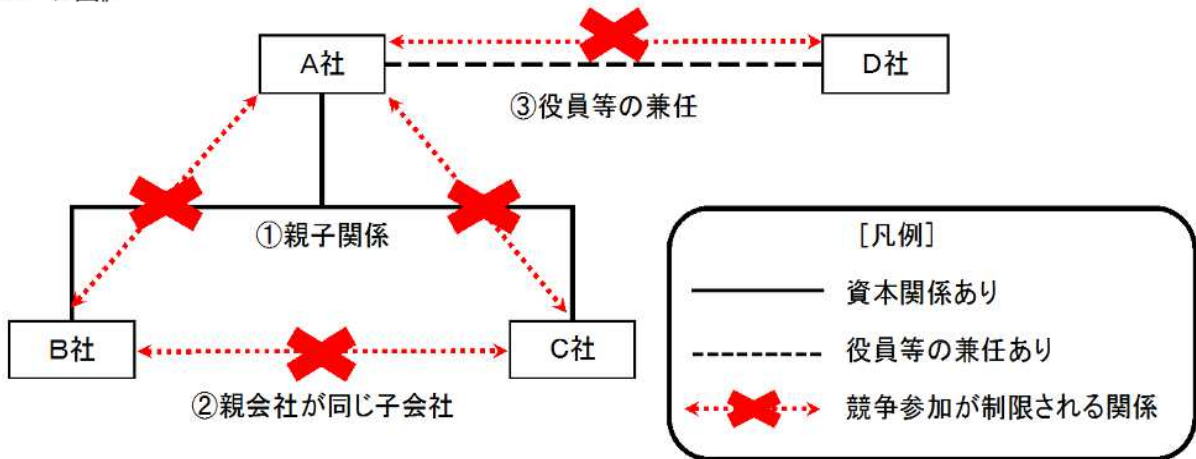 A社
D社
③役員等の兼任
①親子関係
B社
C社
②親会社が同じ子会社
[凡例]
資本関係あり
役員等の兼任あり
競争参加が制限される関係